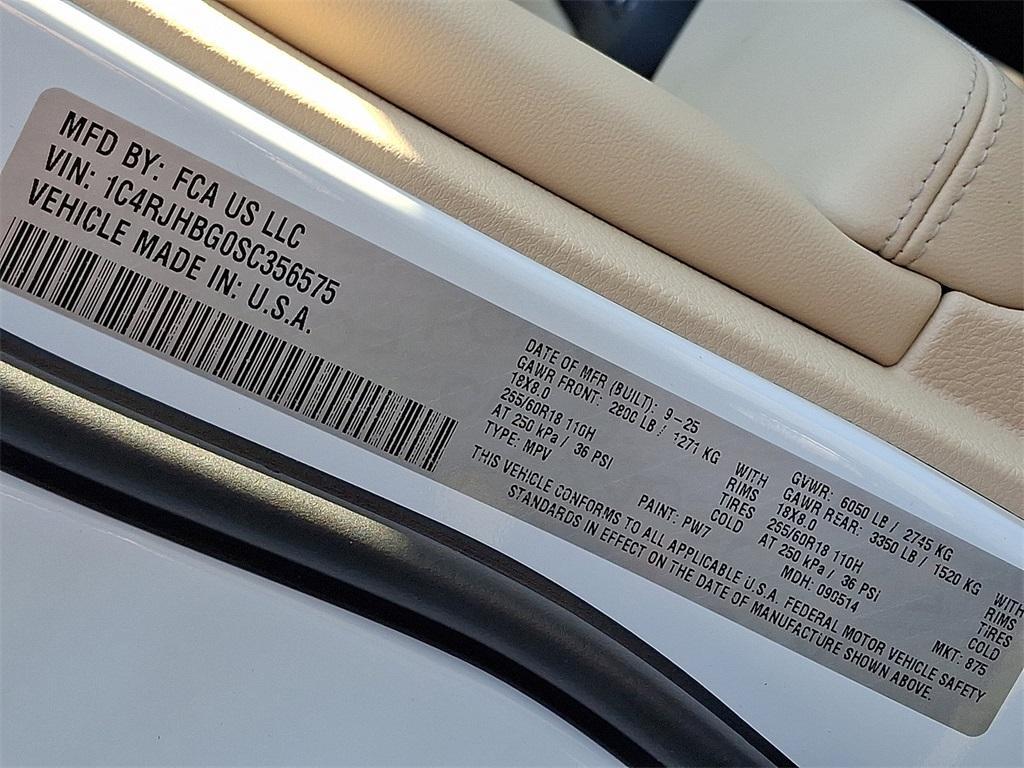 MFD BY: FCA US LLC
VIN: 1C4RJHBG0SC356575
VEHICLE MADE IN: U.S.A.
DATE OF MFR (BUILT): 9-25 GVWR: 6050 LB / 2745 KG
GAWR FRONT: 2800 LB / 1271 KG WITH GAWR REAR: 3350 LB / 1520 KG WITH
18X8.0 RIMS 18X8.0 RIMS
265/60R18 110H TIRES 265/60R18 110H TIRES
AT 250 kPa / 36 PSI COLD AT 250 kPa / 36 PSI COLD
TYPE: MPV PAINT: PW7 MDH: 090514 MKT: 875
THIS VEHICLE CONFORMS TO ALL APPLICABLE U.S.A. FEDERAL MOTOR VEHICLE SAFETY
STANDARDS IN EFFECT ON THE DATE OF MANUFACTURE SHOWN ABOVE.